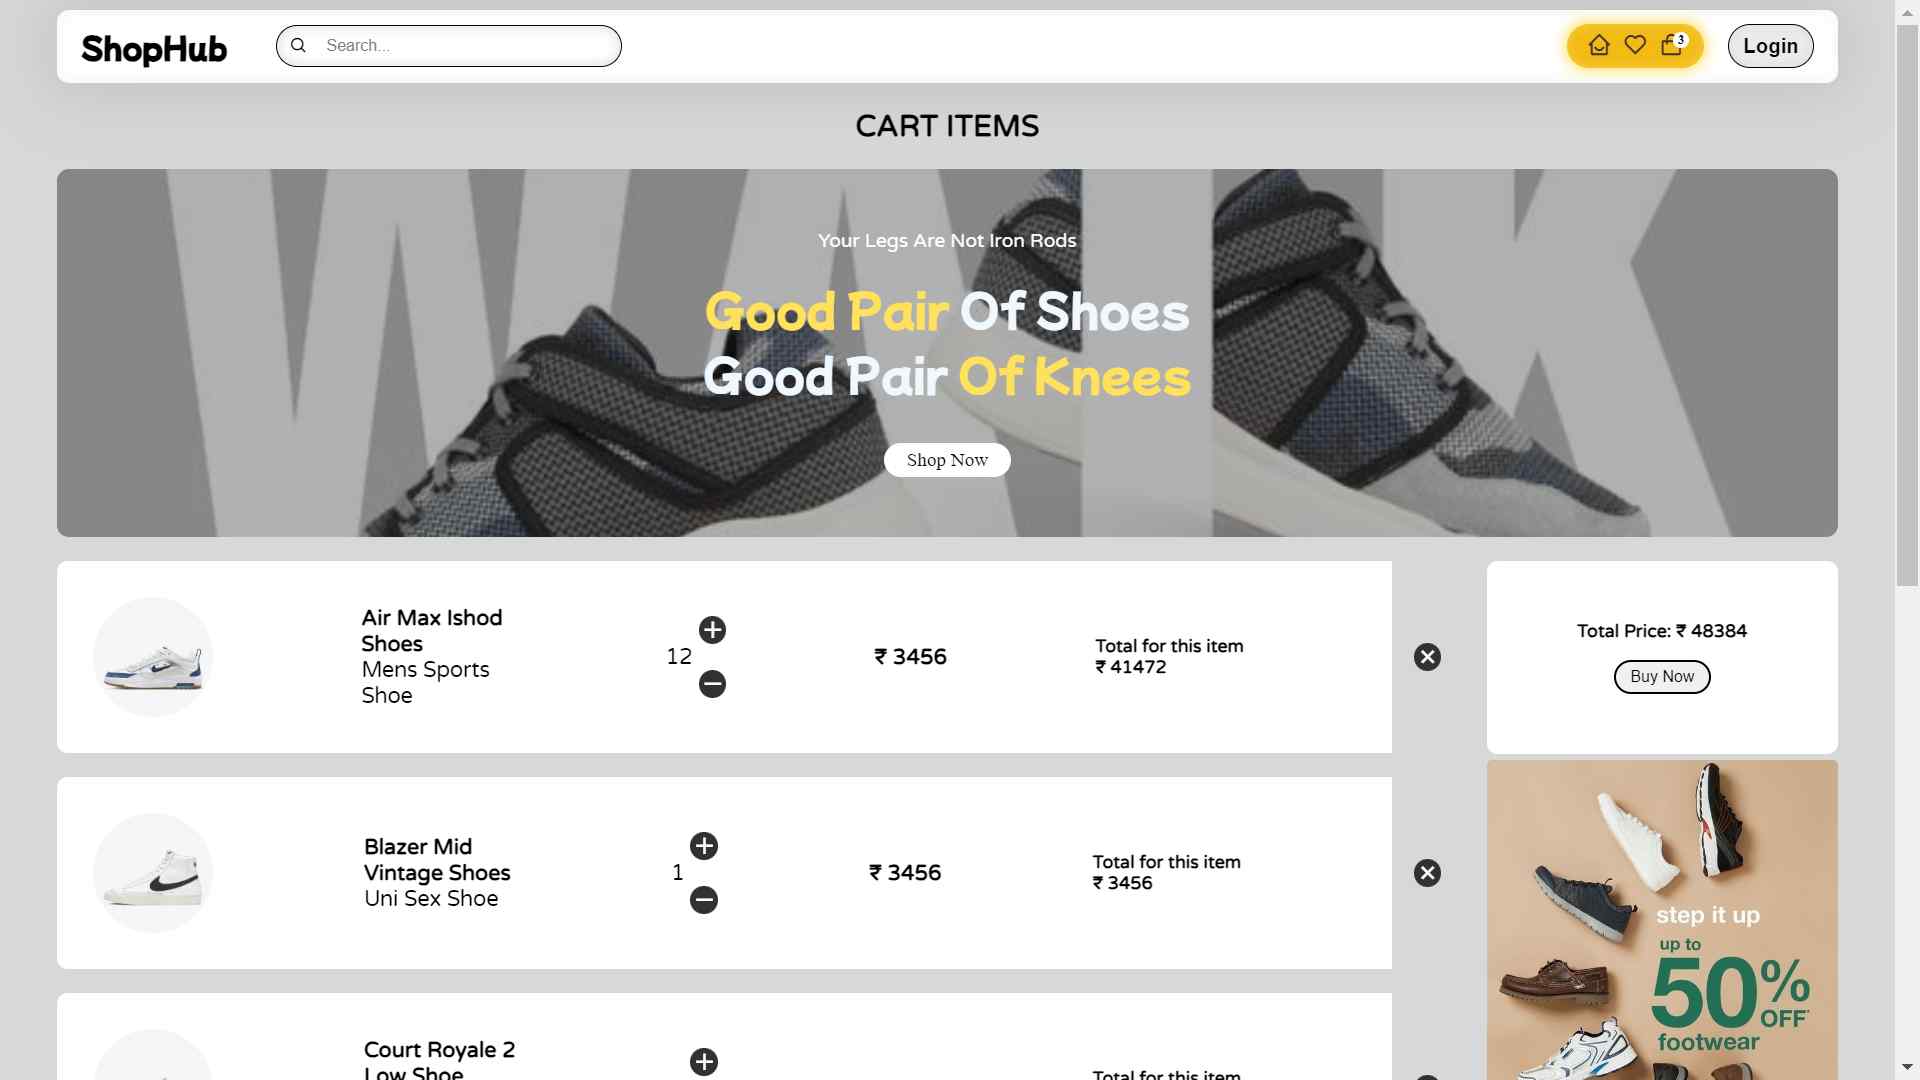 ShopHub
Search...
3
Login
CART ITEMS
WALK
Your Legs Are Not Iron Rods
Good Pair Of Shoes
Good Pair Of Knees
Shop Now
Air Max Ishod
Shoes
Mens Sports
Shoe
12
₹ 3456
Total for this item
₹ 41472
Total Price: ₹ 48384
Buy Now
Blazer Mid
Vintage Shoes
Uni Sex Shoe
1
₹ 3456
Total for this item
₹ 3456
step it up
up to
50%
OFF*
footwear
Court Royale 2
Low Shoe
Total for this item